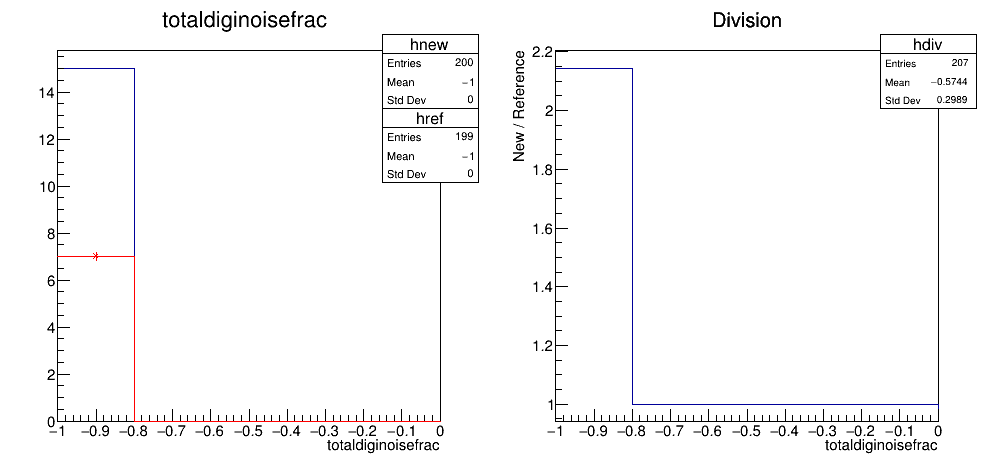 totaldiginoisefrac
hnew
Entries 200
Mean −1
Std Dev 0
href
Entries 199
Mean −1
Std Dev 0
14
12
10
8
6
4
2
0
−1 −0.9 −0.8 −0.7 −0.6 −0.5 −0.4 −0.3 −0.2 −0.1 0
totaldiginoisefrac
Division
hdiv
Entries 207
Mean −0.5744
Std Dev 0.2989
New / Reference
2.2
2
1.8
1.6
1.4
1.2
1
−1 −0.9 −0.8 −0.7 −0.6 −0.5 −0.4 −0.3 −0.2 −0.1 0
totaldiginoisefrac